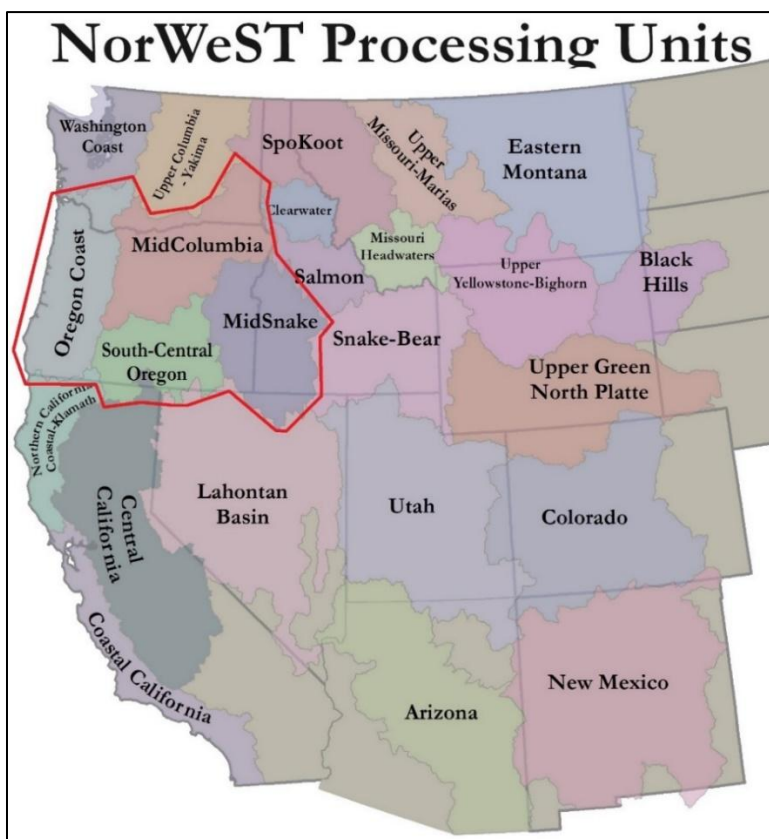 NorWeST Processing Units
Washington
Coast
Upper Columbia
-Yakima
SpoKoot
Upper
Missouri-Marias
Eastern
Montana
Clearwater
Missouri
Headwaters
Oregon Coast
MidColumbia
Salmon
Upper
Yellowstone-Bighorn
Black
Hills
South-Central
Oregon
MidSnake
Snake-Bear
Upper Green
North Platte
Northern California
Coastal-Klamath
Central
California
Lahontan
Basin
Utah
Colorado
Coastal California
Arizona
New Mexico